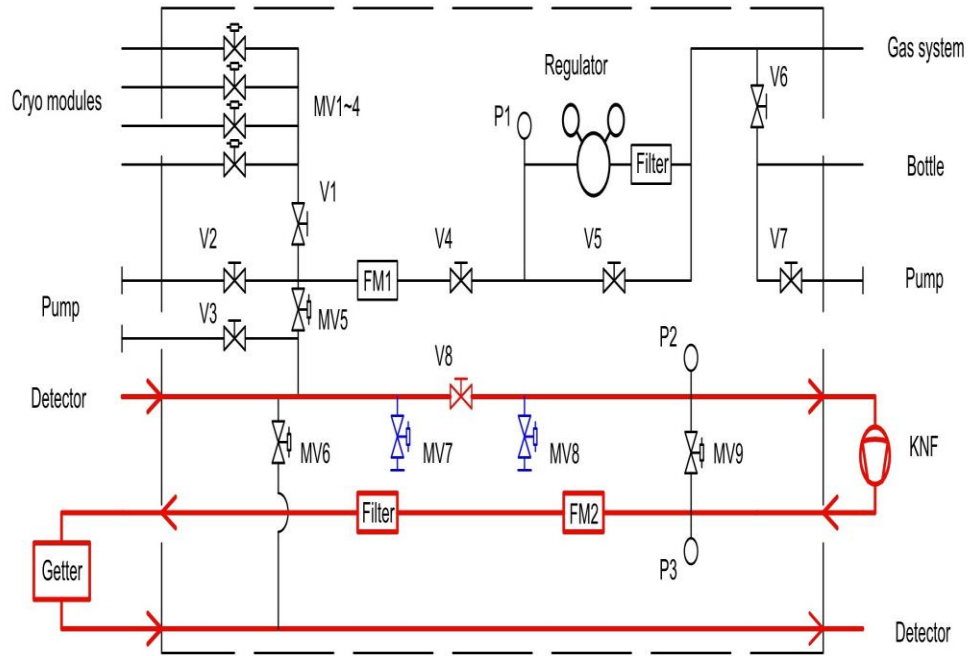 Gas system
Regulator
V6
Cryo modules
MV1~4
P1
Filter
Bottle
V1
V2
V4
V5
V7
FM1
Pump
Pump
V3
MV5
P2
V8
Detector
KNF
MV6
MV7
MV8
MV9
Filter
FM2
Getter
P3
Detector